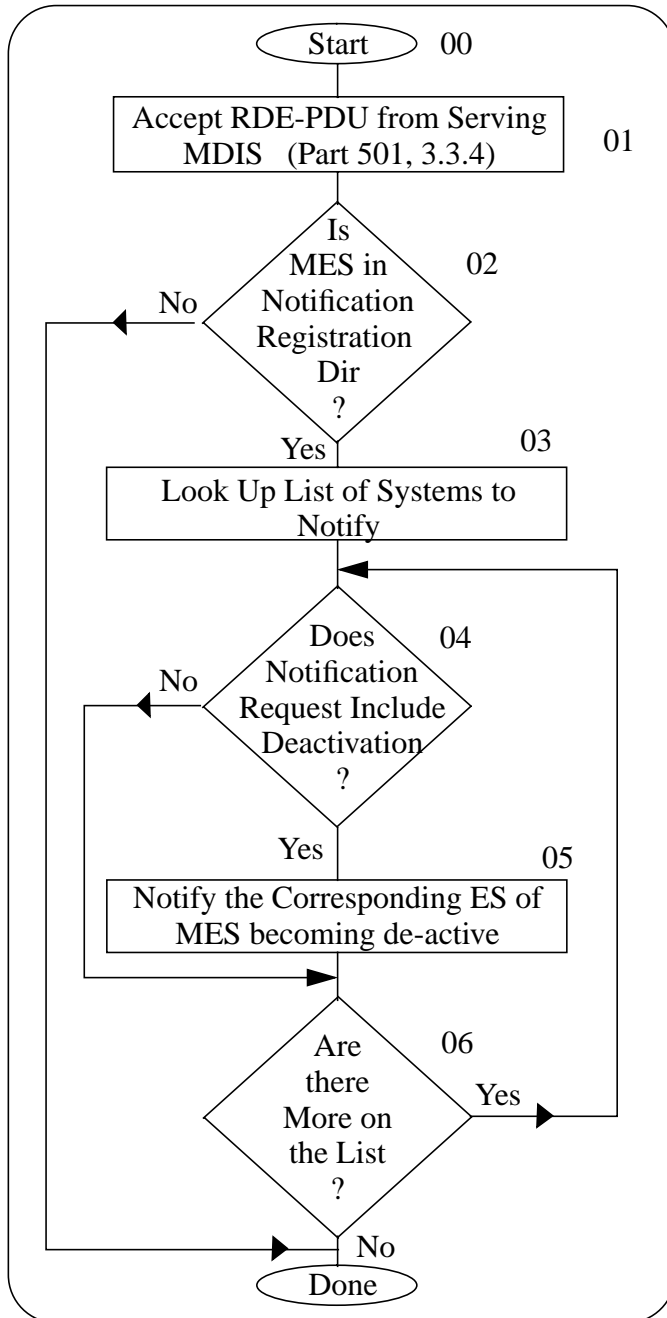 Start
00
Accept RDE-PDU from Serving
MDIS (Part 501, 3.3.4)
01
Is
MES in
Notification
Registration
Dir
?
02
No
Yes
03
Look Up List of Systems to
Notify
Does
Notification
Request Include
Deactivation
?
04
No
Yes
05
Notify the Corresponding ES of
MES becoming de-active
Are
there
More on
the List
?
06
Yes
No
Done